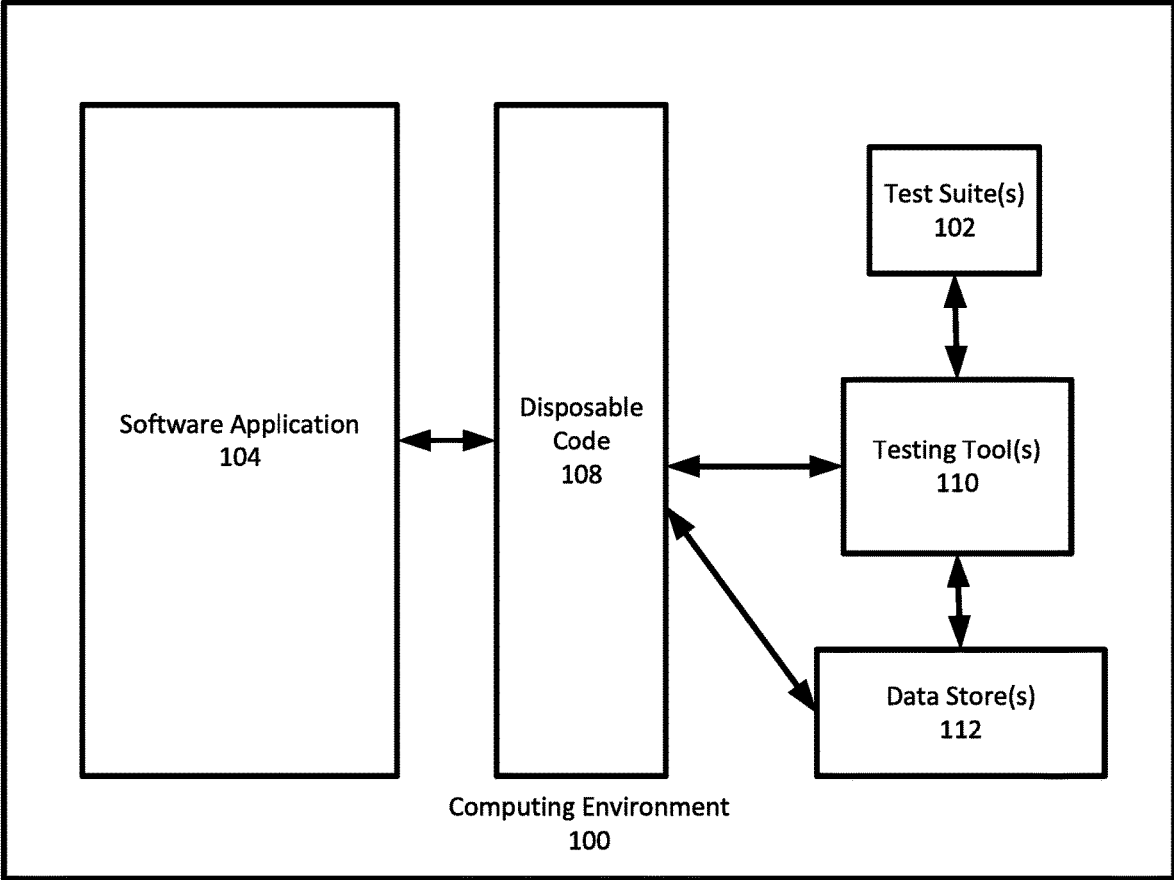 Software Application
104
Disposable
Code
108
Test Suite(s)
102
Testing Tool(s)
110
Data Store(s)
112
Computing Environment
100